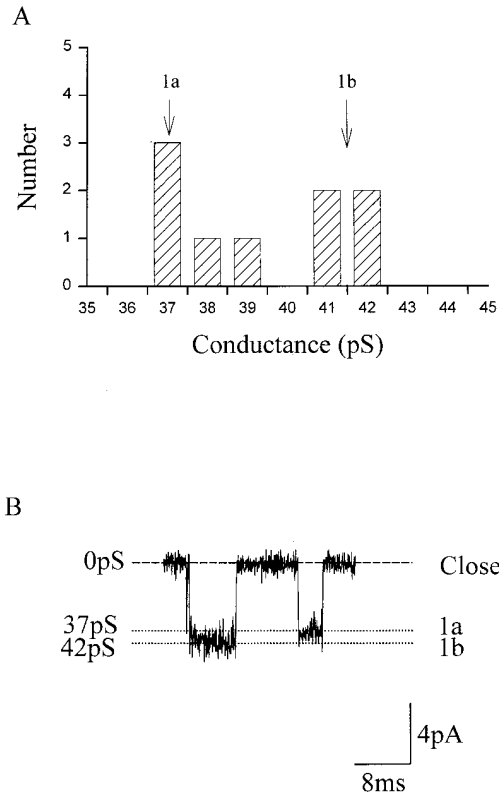 A
1a 1b
5
4
3
2
1
0
Number
35 36 37 38 39 40 41 42 43 44 45
Conductance (pS)
B
0pS Close
37pS 1a
42pS 1b
4pA
8ms